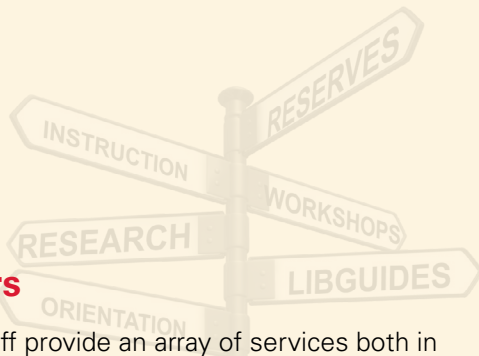 RESERVES
INSTRUCTION
WORKSHOPS
RESEARCH
LIBGUIDES
ORIENTATION
ff provide an array of services both in